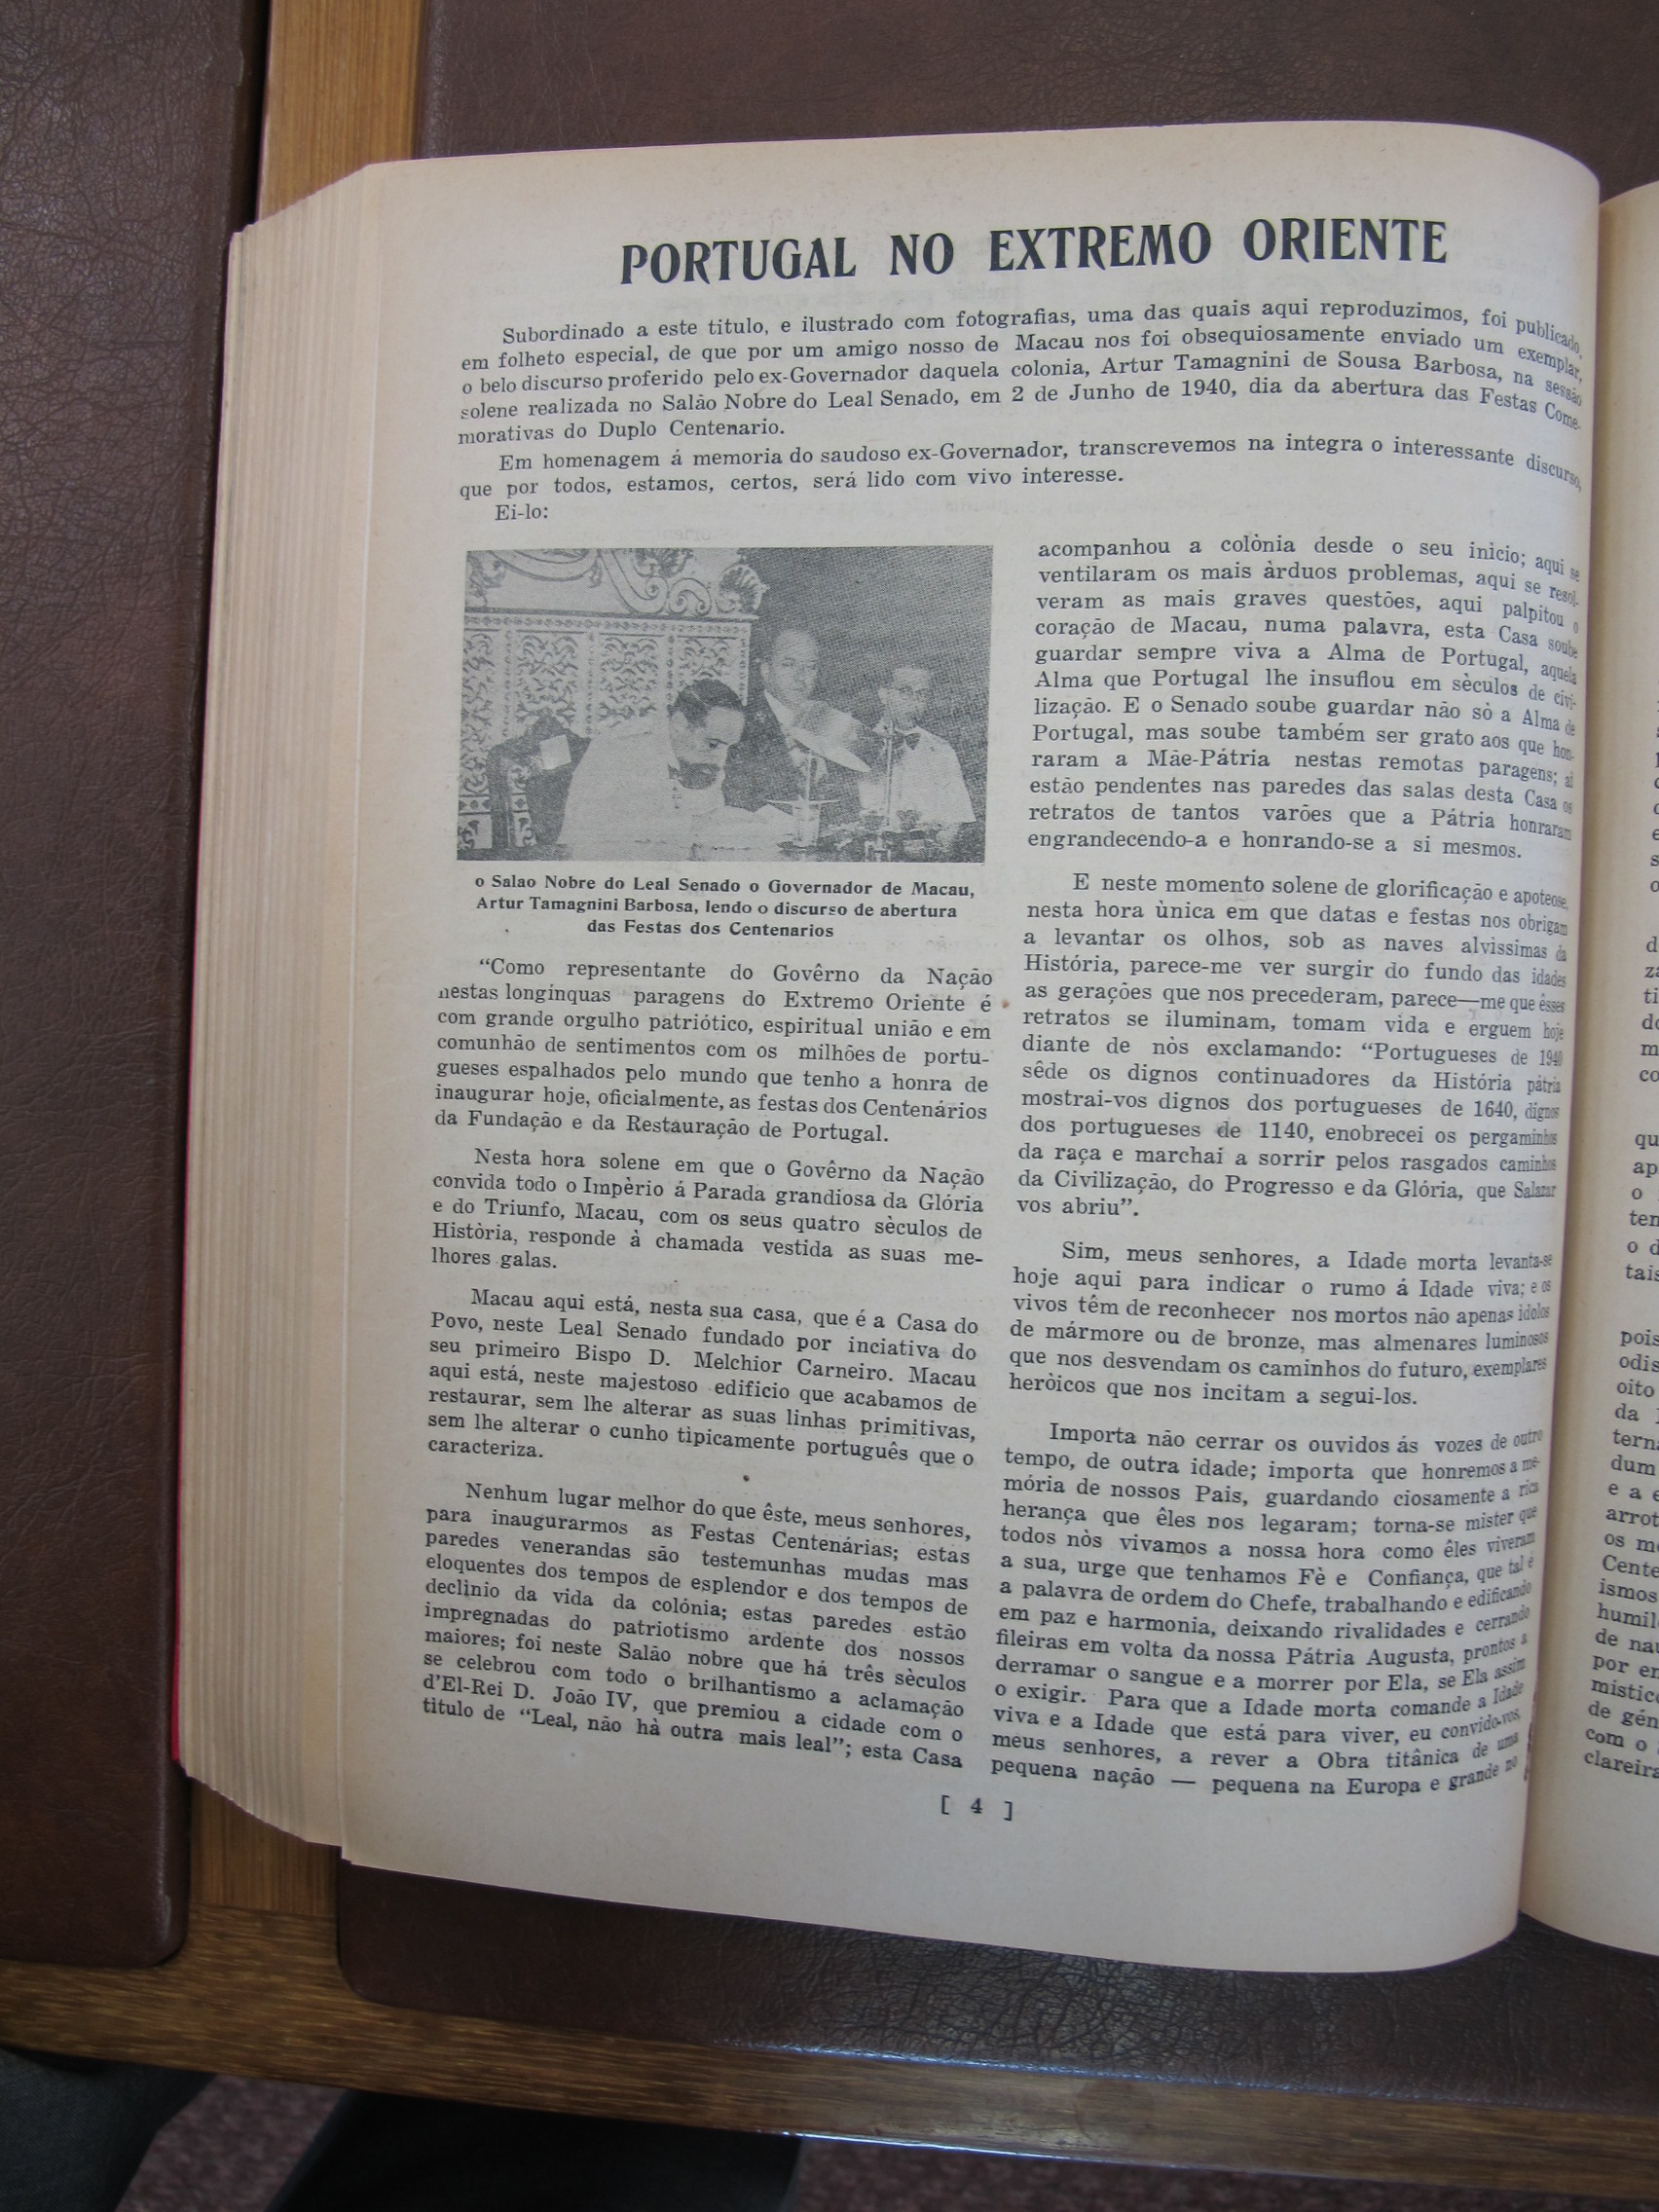 PORTUGAL NO EXTREMO ORIENTE
Subordinado a este titulo, e ilustrado com fotografias, uma das quais aqui reproduzimos, foi publicado,
em folheto especial, de que por um amigo nosso de Macau nos foi obsequiosamente enviado um exemplar,
o belo discurso proferido pelo ex-Governador daquela colonia, Artur Tamagnini de Sousa Barbosa, na sessão
solene realizada no Salão Nobre do Leal Senado, em 2 de Junho de 1940, dia da abertura das Festas Come-
morativas do Duplo Centenario.
Em homenagem á memoria do saudoso ex-Governador, transcrevemos na integra o interessante discurso,
que por todos, estamos, certos, será lido com vivo interesse.
Ei-lo:
o Salao Nobre do Leal Senado o Governador de Macau,
Artur Tamagnini Barbosa, lendo o discurso de abertura
das Festas dos Centenarios
"Como representante do Govêrno da Nação
nestas longínquas paragens do Extremo Oriente é
com grande orgulho patriótico, espiritual união e em
comunhão de sentimentos com os milhões de portu-
gueses espalhados pelo mundo que tenho a honra de
inaugurar hoje, oficialmente, as festas dos Centenários
da Fundação e da Restauração de Portugal.
Nesta hora solene em que o Govêrno da Nação
convida todo o Impèrio á Parada grandiosa da Glória
e do Triunfo, Macau, com os seus quatro sèculos de
Història, responde à chamada vestida as suas me-
lhores galas.
Macau aqui está, nesta sua casa, que é a Casa do
Povo, neste Leal Senado fundado por inciativa do
seu primeiro Bispo D. Melchior Carneiro. Macau
aqui está, neste majestoso edificio que acabamos de
restaurar, sem lhe alterar as suas linhas primitivas,
sem lhe alterar o cunho tìpicamente português que o
caracteriza.
Nenhum lugar melhor do que êste, meus senhores,
para inaugurarmos as Festas Centenárias; estas
paredes venerandas são testemunhas mudas mas
eloquentes dos tempos de esplendor e dos tempos de
declinio da vida da colónia; estas paredes estão
impregnadas do patriotismo ardente dos nossos
maiores; foi neste Salão nobre que há três sèculos
se celebrou com todo o brilhantismo a aclamação
d'El-Rei D. João IV, que premiou a cidade com o
titulo de "Leal, não hà outra mais leal"; esta Casa
acompanhou a colònia desde o seu inicio; aqui se
ventilaram os mais àrduos problemas, aqui se resol-
veram as mais graves questões, aqui palpitou o
coração de Macau, numa palavra, esta Casa soube
guardar sempre viva a Alma de Portugal, aquela
Alma que Portugal lhe insuflou em sèculos de civi-
lização. E o Senado soube guardar não sò a Alma de
Portugal, mas soube também ser grato aos que hon-
raram a Mãe-Pátria nestas remotas paragens; aí
estão pendentes nas paredes das salas desta Casa os
retratos de tantos varões que a Pátria honraram
engrandecendo-a e honrando-se a si mesmos.
E neste momento solene de glorificação e apoteose,
nesta hora ùnica em que datas e festas nos obrigam
a levantar os olhos, sob as naves alvissimas da
História, parece-me ver surgir do fundo das idades
as gerações que nos precederam, parece—me que êsses
retratos se iluminam, tomam vida e erguem hoje
diante de nòs exclamando: "Portugueses de 1940
sêde os dignos continuadores da História pátria
mostrai-vos dignos dos portugueses de 1640, dignos
dos portugueses de 1140, enobrecei os pergaminhos
da raça e marchai a sorrir pelos rasgados caminhos
da Civilização, do Progresso e da Glória, que Salazar
vos abriu".
Sim, meus senhores, a Idade morta levanta-se
hoje aqui para indicar o rumo á Idade viva; e os
vivos têm de reconhecer nos mortos não apenas idolos
de mármore ou de bronze, mas almenares luminosos
que nos desvendam os caminhos do futuro, exemplares
heròicos que nos incitam a segui-los.
Importa não cerrar os ouvidos ás vozes de outro
tempo, de outra idade; importa que honremos a me-
mória de nossos Pais, guardando ciosamente a rica
herança que êles nos legaram; torna-se mister que
todos nòs vivamos a nossa hora como êles viveram
a sua, urge que tenhamos Fè e Confiança, que tal é
a palavra de ordem do Chefe, trabalhando e edificando
em paz e harmonia, deixando rivalidades e cerrando
fileiras em volta da nossa Pátria Augusta, prontos a
derramar o sangue e a morrer por Ela, se Ela assim
o exigir. Para que a Idade morta comande a Idade
viva e a Idade que está para viver, eu convido-vos,
meus senhores, a rever a Obra titânica de uma
pequena nação — pequena na Europa e grande no
[ 4 ]